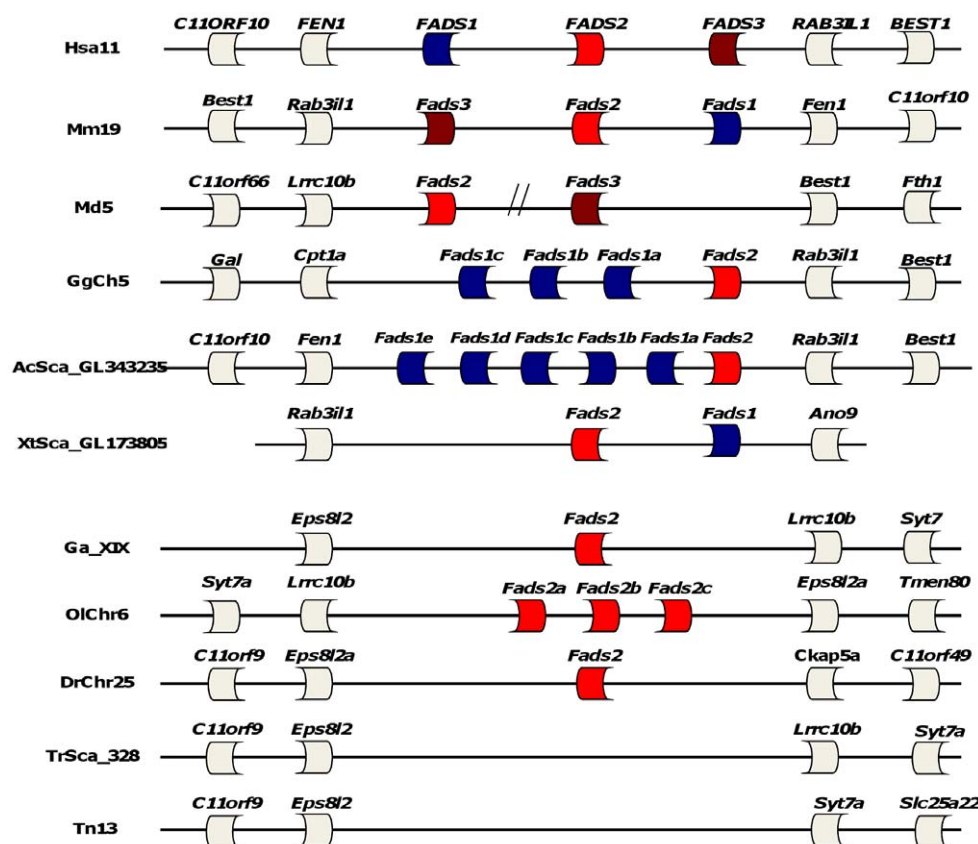 C11ORF10 FEN1 FADS1 FADS2 FADS3 RAB3IL1 BEST1
Hsa11
Best1 Rab3il1 Fads3 Fads2 Fads1 Fen1 C11orf10
Mm19
C11orf66 Lrrc10b Fads2 // Fads3 Best1 Fth1
Md5
Gal Cpt1a Fads1c Fads1b Fads1a Fads2 Rab3il1 Best1
GgCh5
C11orf10 Fen1 Fads1e Fads1d Fads1c Fads1b Fads1a Fads2 Rab3il1 Best1
AcSca_GL343235
Rab3il1 Fads2 Fads1 Ano9
XtSca_GL173805
Eps8l2 Fads2 Lrrc10b Syt7
Ga_XIX
Syt7a Lrrc10b Fads2a Fads2b Fads2c Eps8l2a Tmen80
OlChr6
C11orf9 Eps8l2a Fads2 Ckap5a C11orf49
DrChr25
C11orf9 Eps8l2 Lrrc10b Syt7a
TrSca_328
C11orf9 Eps8l2 Syt7a Slc25a22
Tn13